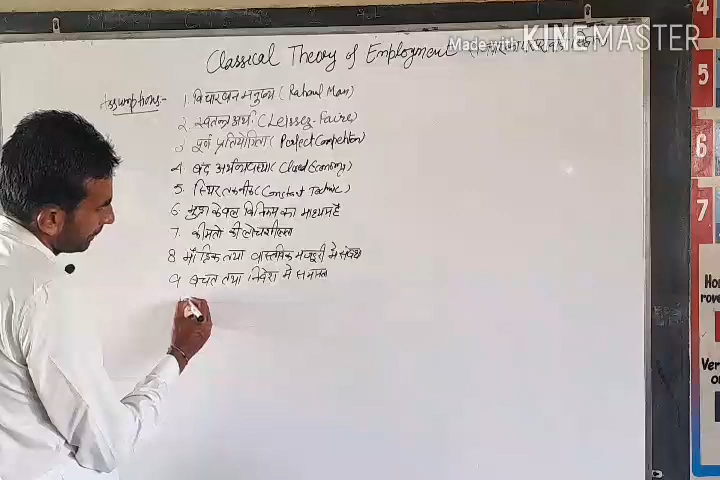 Classical Theory of Employment
Made with KINEMASTER
Assumptions:-
1. विचारवान मनुष्य (Rational Man)
2. स्वतन्त्र अर्थ. (Leissez-Faire)
3 पूर्ण प्रतियोगिता (Perfect Competition)
4. बंद अर्थव्यवस्था (Closed Economy)
5. स्थिर तकनीक (Constant Technic)
6. मुद्रा केवल विनिमय का माध्यम है
7. कीमतो की लोचशीलता
8 मौद्रिक तथा वास्तविक मजदूरी में संबंध
9 बचत तथा निवेश में समानता
4
5
6
7